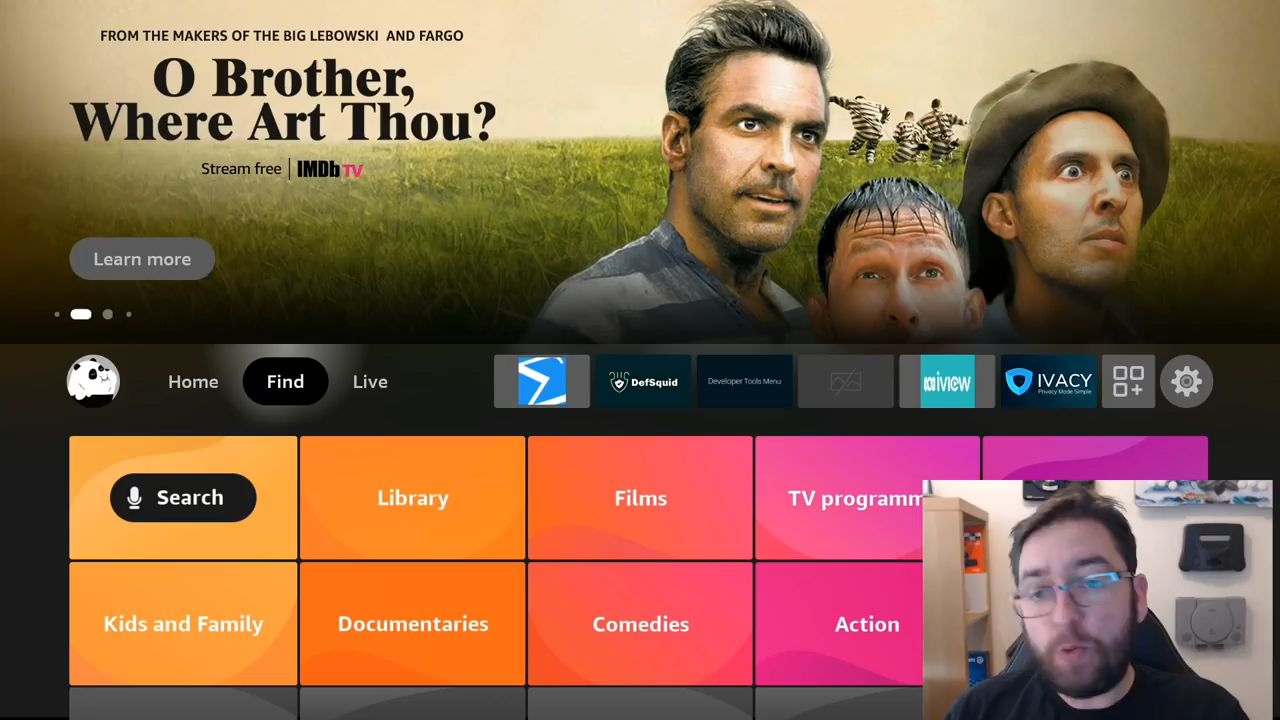 FROM THE MAKERS OF THE BIG LEBOWSKI AND FARGO
O Brother,
Where Art Thou?
Stream free | IMDb TV
Learn more
Home
Find
Live
DefSquid
Developer Tools Menu
iview
IVACY
Privacy Mode Simple
Search
Library
Films
TV programm
Kids and Family
Documentaries
Comedies
Action